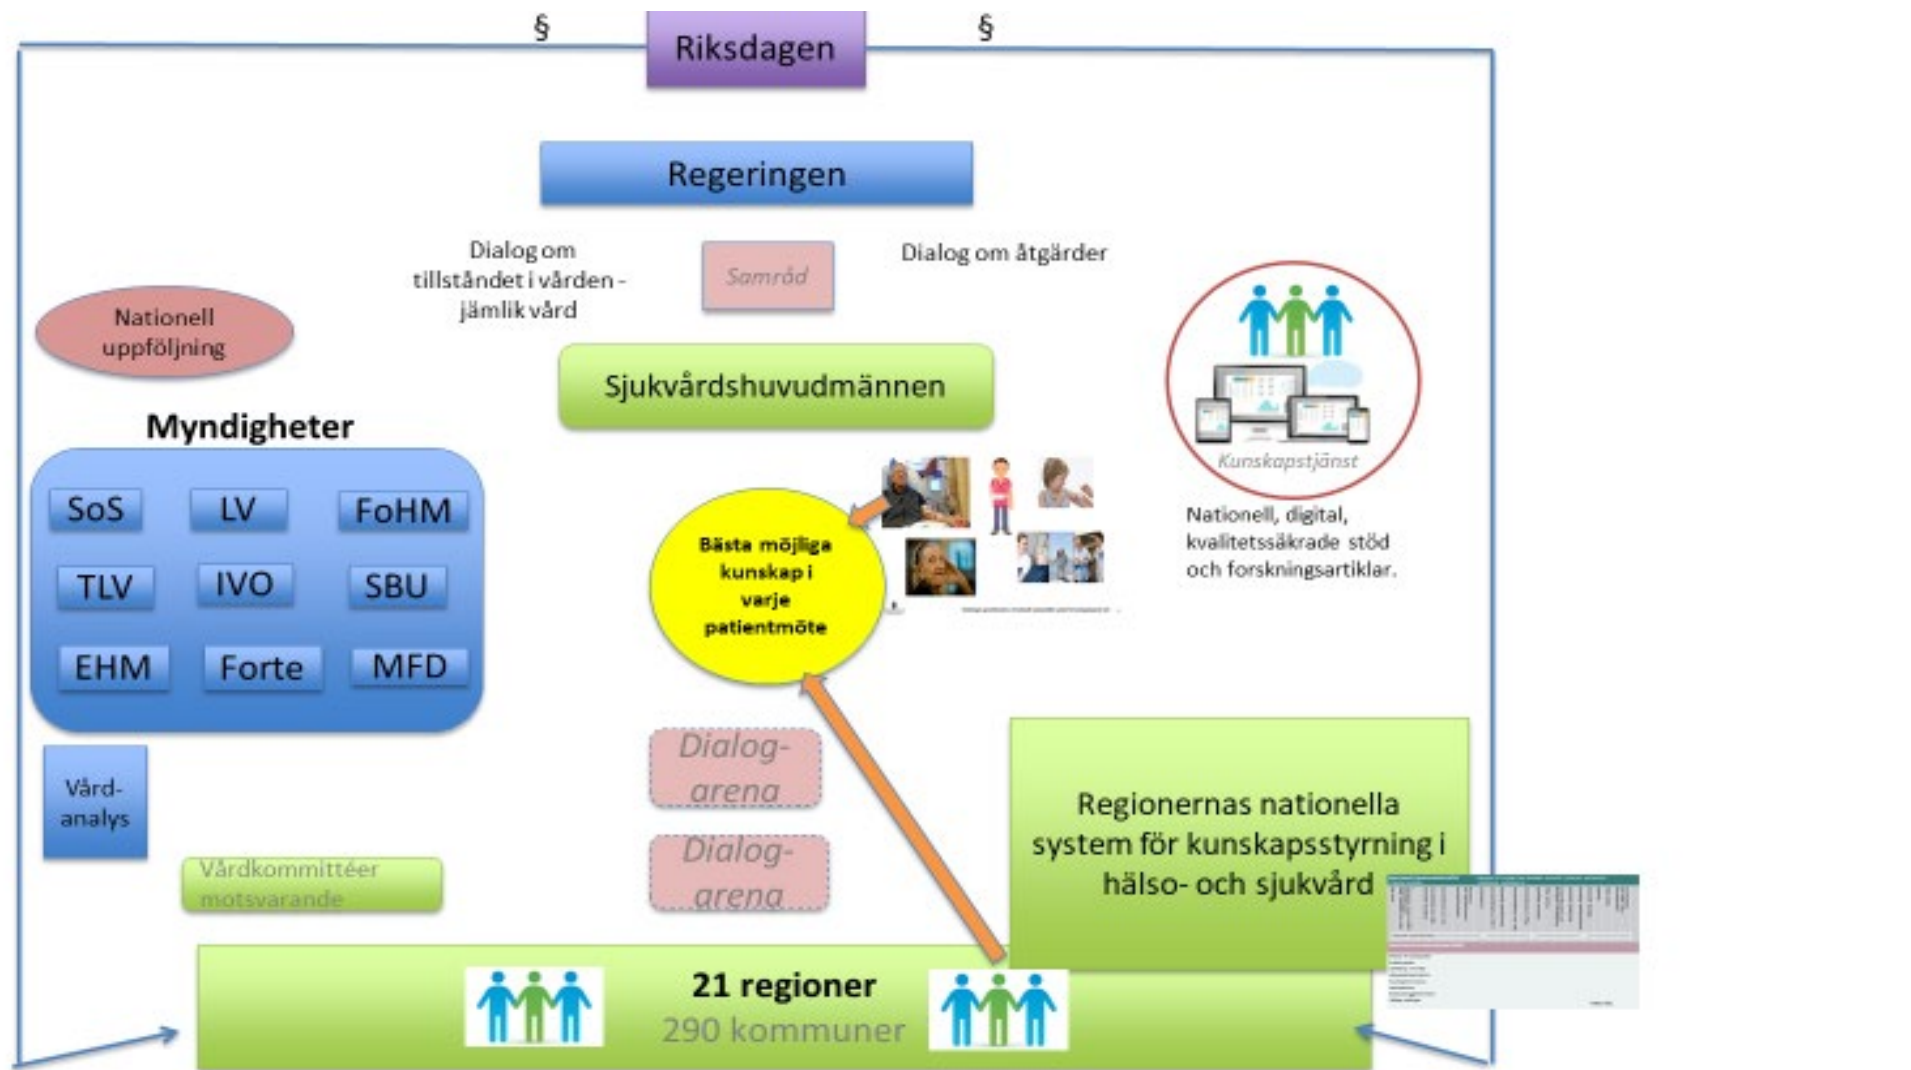 §
§
Riksdagen
Regeringen
Dialog om
tillståndet i vården -
jämlik vård
Samråd
Dialog om åtgärder
Nationell
uppföljning
Sjukvårdshuvudmännen
Kunskapstjänst
Nationell, digital,
kvalitetssäkrade stöd
och forskningsartiklar.
Myndigheter
SoS
LV
FoHM
TLV
IVO
SBU
EHM
Forte
MFD
Bästa möjliga
kunskap i
varje
patientmöte
Vård-
analys
Vårdkommittéer
motsvarande
Dialog-
arena
Dialog-
arena
Regionernas nationella
system för kunskapsstyrning i
hälso- och sjukvård
21 regioner
290 kommuner